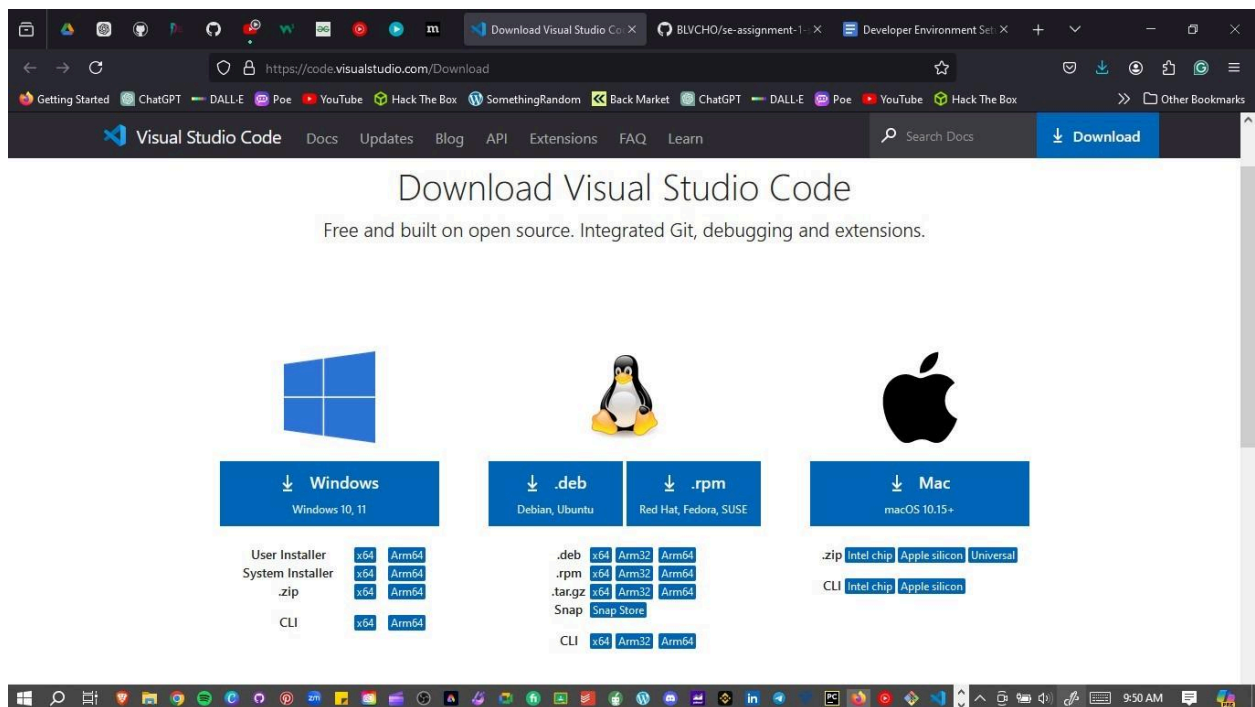 m
Download Visual Studio Co
BLVCHO/se-assignment-1-
Developer Environment Set
https://code.visualstudio.com/Download
Getting Started ChatGPT DALL·E Poe YouTube Hack The Box SomethingRandom Back Market ChatGPT DALL·E Poe YouTube Hack The Box Other Bookmarks
Visual Studio Code Docs Updates Blog API Extensions FAQ Learn Search Docs Download
Download Visual Studio Code
Free and built on open source. Integrated Git, debugging and extensions.
Windows
Windows 10, 11
User Installer x64 Arm64
System Installer x64 Arm64
.zip x64 Arm64
CLI x64 Arm64
.deb
Debian, Ubuntu
.rpm
Red Hat, Fedora, SUSE
.deb x64 Arm32 Arm64
.rpm x64 Arm32 Arm64
.tar.gz x64 Arm32 Arm64
Snap Snap Store
CLI x64 Arm32 Arm64
Mac
macOS 10.15+
.zip Intel chip Apple silicon Universal
CLI Intel chip Apple silicon
9:50 AM